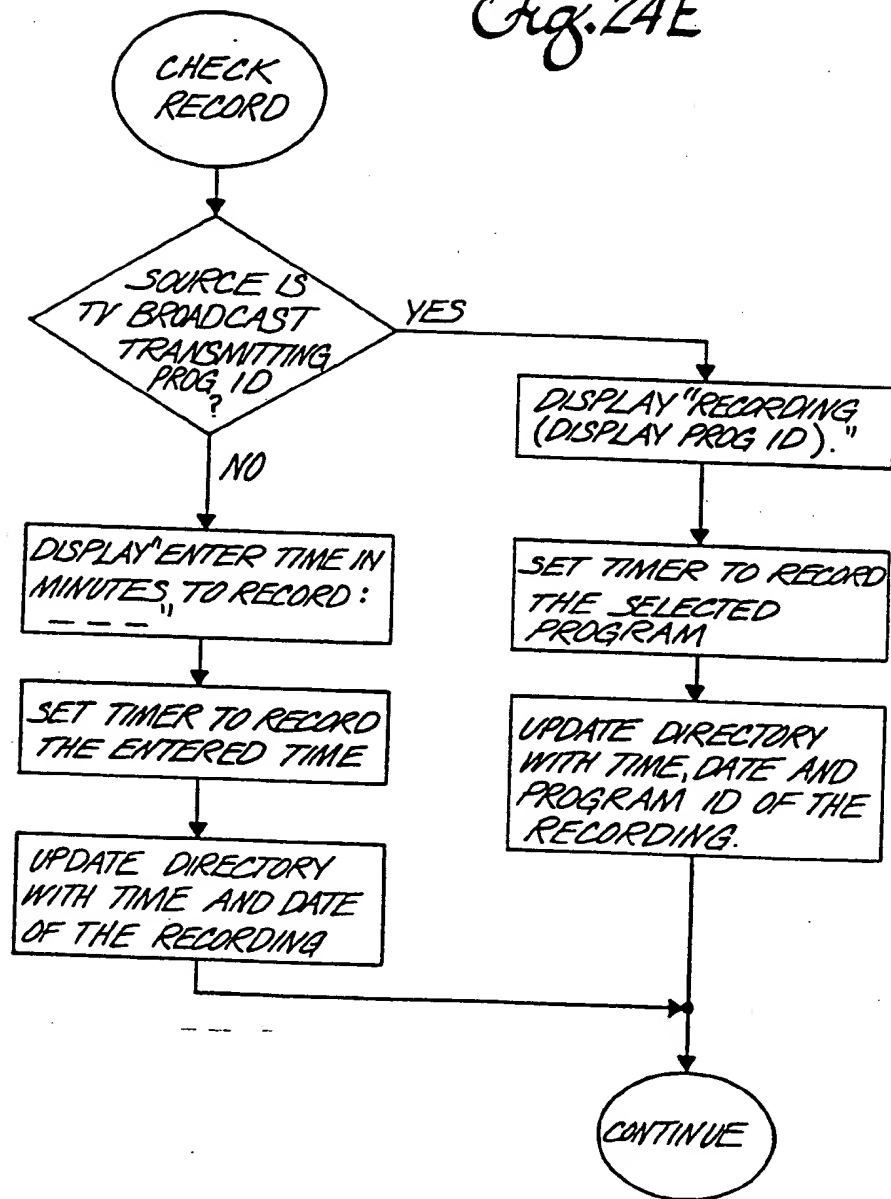 Fig. 24E
CHECK
RECORD
SOURCE IS
TV BROADCAST
TRANSMITTING
PROG ID
?
YES
NO
DISPLAY "RECORDING
(DISPLAY PROG ID)."
SET TIMER TO RECORD
THE SELECTED
PROGRAM
UPDATE DIRECTORY
WITH TIME, DATE AND
PROGRAM ID OF THE
RECORDING.
DISPLAY "ENTER TIME IN
MINUTES, TO RECORD:
_ _ _"
SET TIMER TO RECORD
THE ENTERED TIME
UPDATE DIRECTORY
WITH TIME AND DATE
OF THE RECORDING
CONTINUE